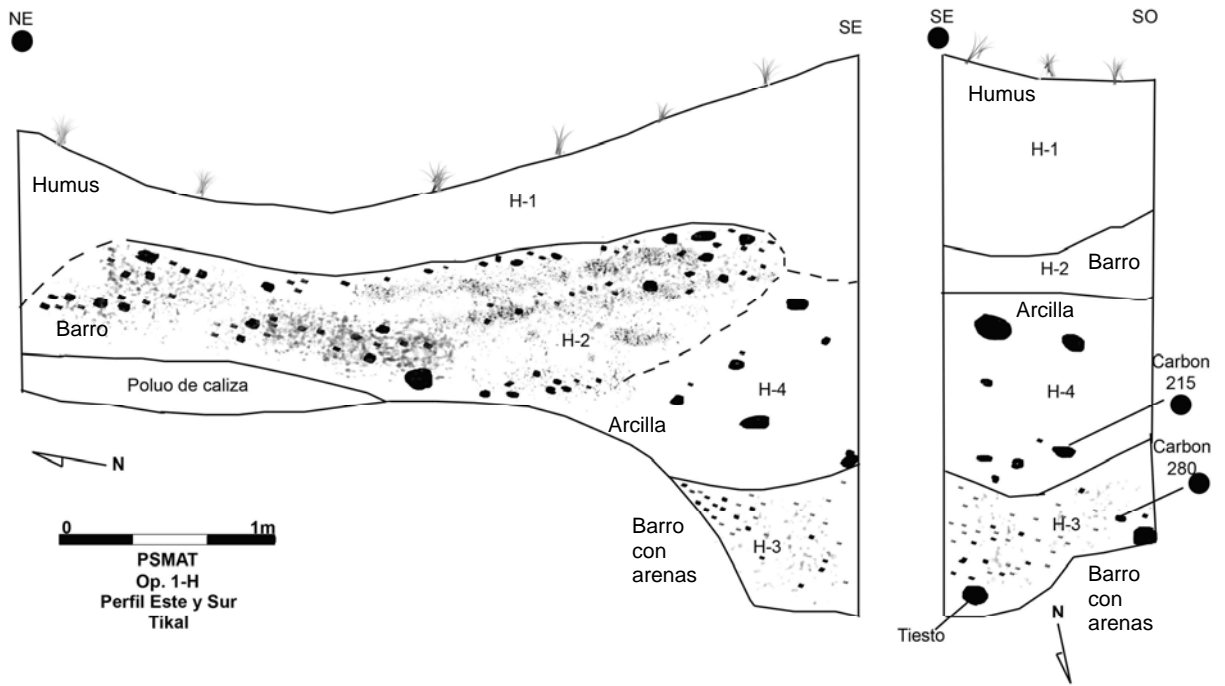 NE
SE
Humus
H-1
Barro
H-2
Poluo de caliza
H-4
Arcilla
N
Barro
con
arenas
H-3
0 1m
PSMAT
Op. 1-H
Perfil Este y Sur
Tikal
SE
SO
Humus
H-1
H-2
Barro
Arcilla
Carbon
215
H-4
Carbon
280
H-3
Barro
con
arenas
Tiesto
N